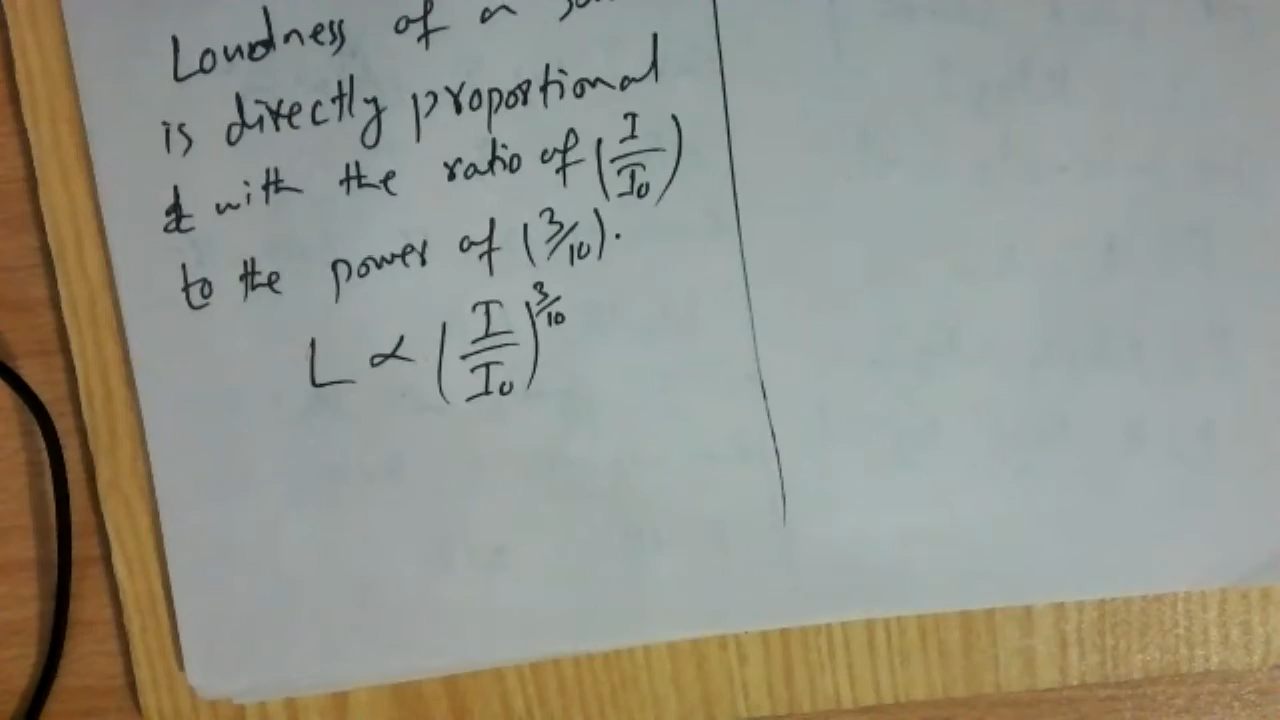 Loudness of a
is directly proportional
with the ratio of (I/I₀)
to the power of (3/10).
L ∝ (I/I₀)^3/10